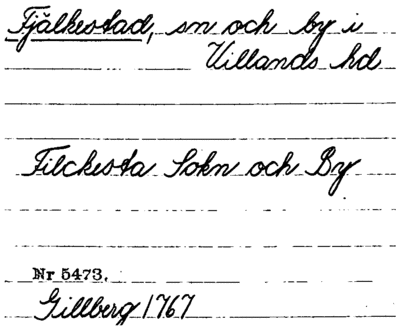 Fjälkestad, sn och by i
Villands hd
Filckesta Sokn och By
Nr 5473.
Gillberg 1767